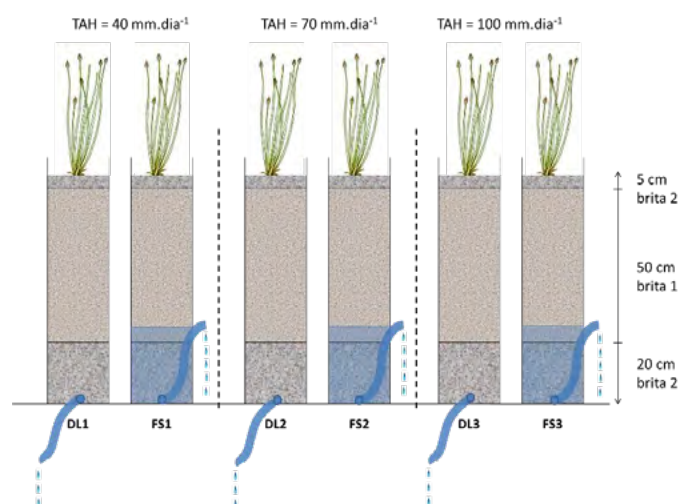 TAH = 40 mm.dia⁻¹
TAH = 70 mm.dia⁻¹
TAH = 100 mm.dia⁻¹
5 cm
brita 2
50 cm
brita 1
20 cm
brita 2
DL1
FS1
DL2
FS2
DL3
FS3